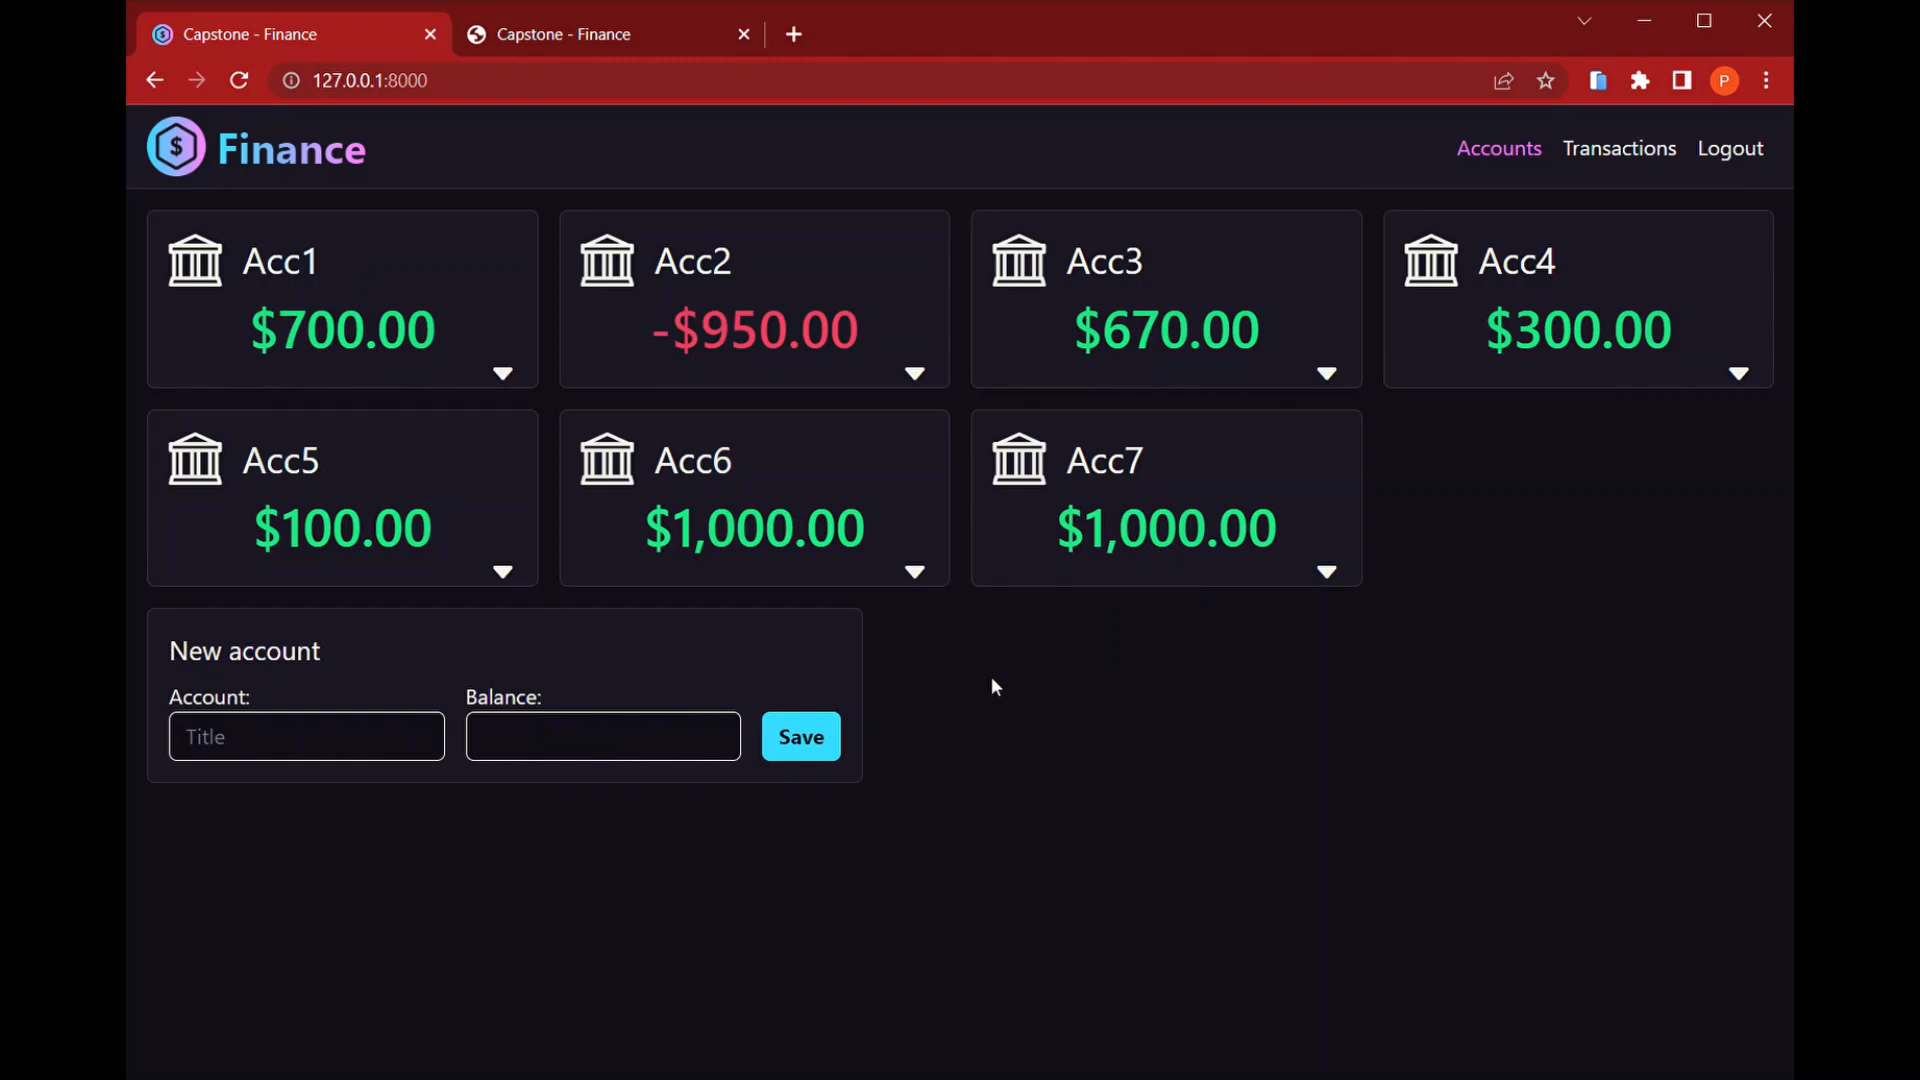 Capstone - Finance
Capstone - Finance
127.0.0.1:8000
P
$ Finance
Accounts Transactions Logout
Acc1
$700.00
Acc2
-$950.00
Acc3
$670.00
Acc4
$300.00
Acc5
$100.00
Acc6
$1,000.00
Acc7
$1,000.00
New account
Account: Balance:
Title
Save